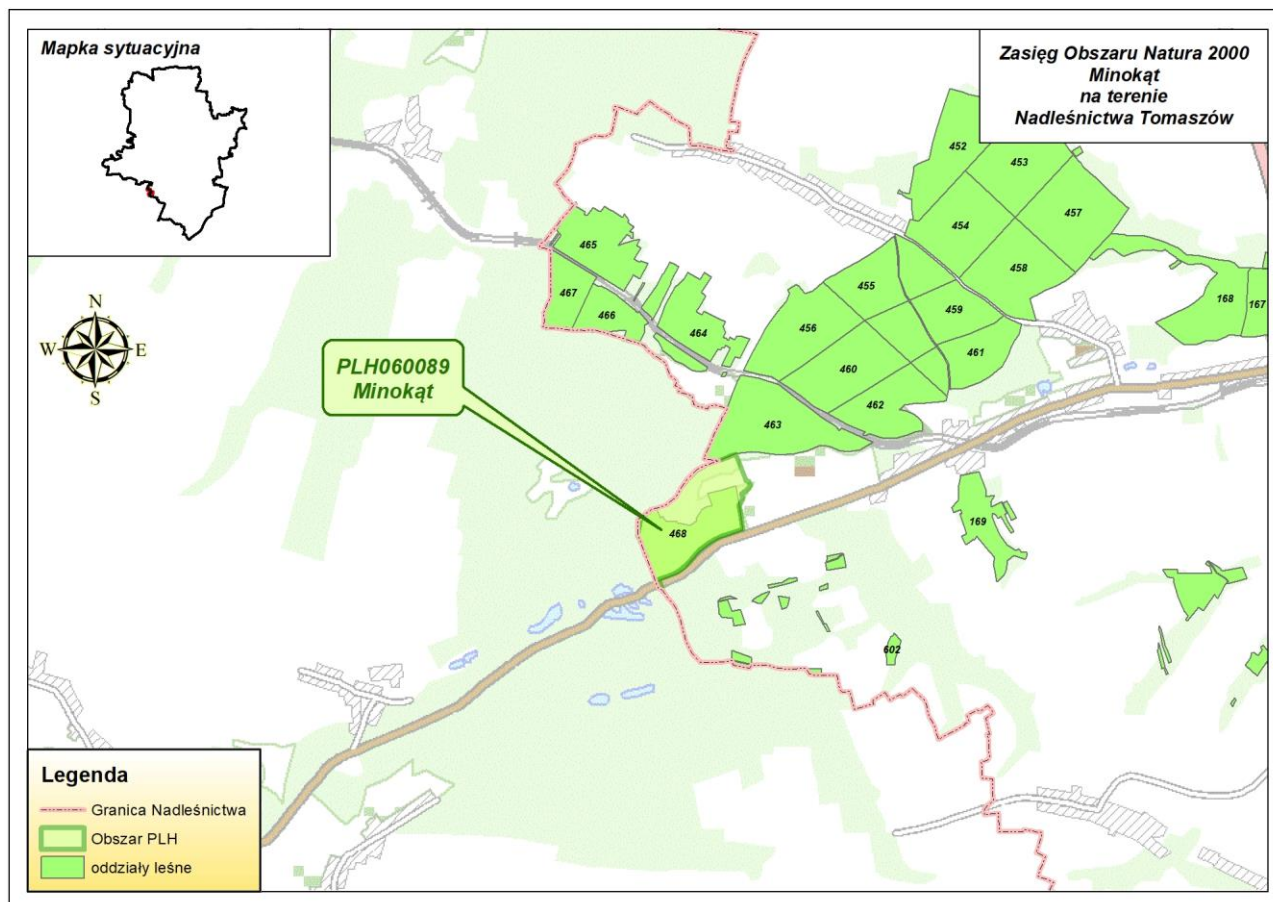 Mapka sytuacyjna
Zasięg Obszaru Natura 2000
Minokąt
na terenie
Nadleśnictwa Tomaszów
452
453
454
457
465
458
168
167
455
467
459
466
464
456
461
460
N
W
E
S
PLH060089
Minokąt
462
463
169
468
602
Legenda
Granica Nadleśnictwa
Obszar PLH
oddziały leśne